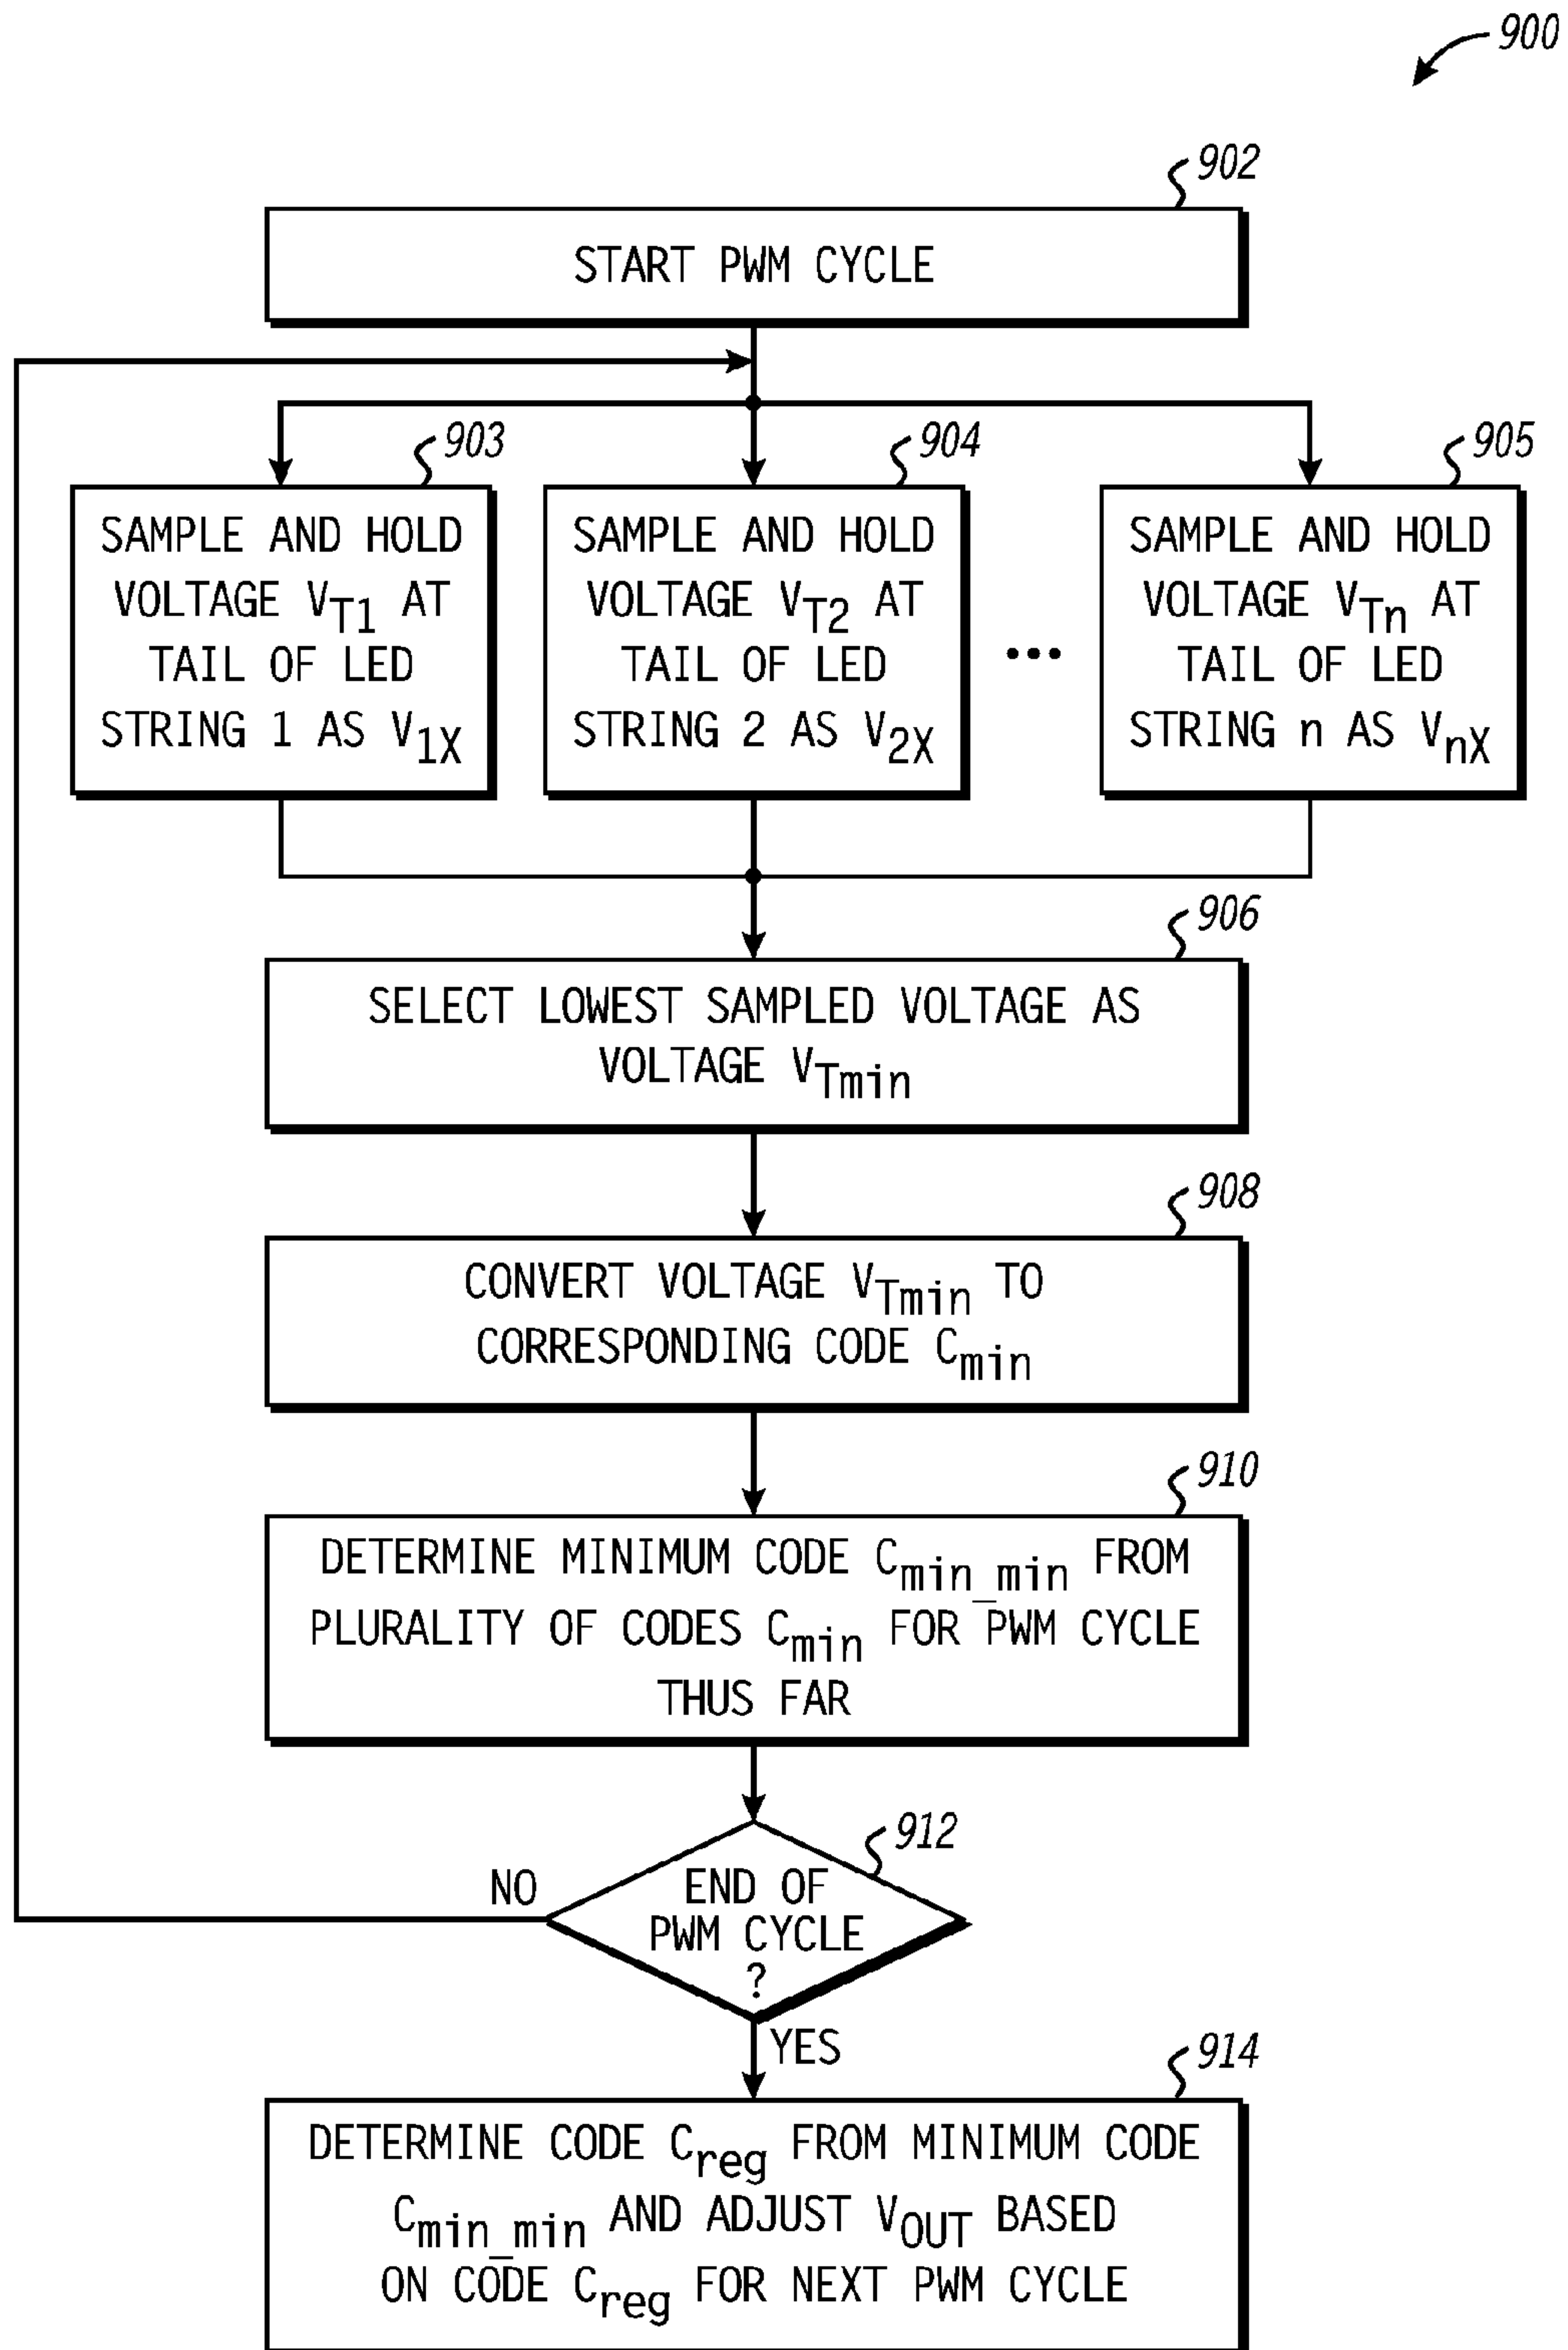 900
902
START PWM CYCLE
903
SAMPLE AND HOLD
VOLTAGE VT1 AT
TAIL OF LED
STRING 1 AS V1X
904
SAMPLE AND HOLD
VOLTAGE VT2 AT
TAIL OF LED
STRING 2 AS V2X
•••
905
SAMPLE AND HOLD
VOLTAGE VTn AT
TAIL OF LED
STRING n AS VnX
906
SELECT LOWEST SAMPLED VOLTAGE AS
VOLTAGE VTmin
908
CONVERT VOLTAGE VTmin TO
CORRESPONDING CODE Cmin
910
DETERMINE MINIMUM CODE Cmin_min FROM
PLURALITY OF CODES Cmin FOR PWM CYCLE
THUS FAR
912
END OF
PWM CYCLE
?
NO
YES
914
DETERMINE CODE Creg FROM MINIMUM CODE
Cmin_min AND ADJUST VOUT BASED
ON CODE Creg FOR NEXT PWM CYCLE